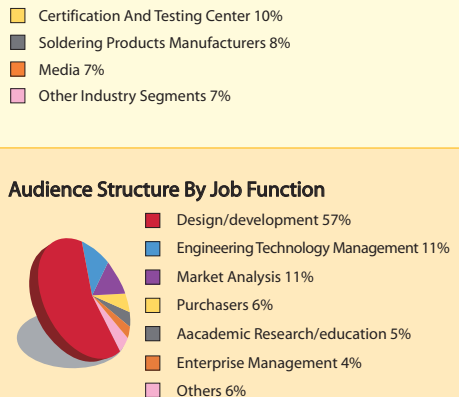 Certification And Testing Center 10%
Soldering Products Manufacturers 8%
Media 7%
Other Industry Segments 7%
Audience Structure By Job Function
Design/development 57%
Engineering Technology Management 11%
Market Analysis 11%
Purchasers 6%
Aacademic Research/education 5%
Enterprise Management 4%
Others 6%